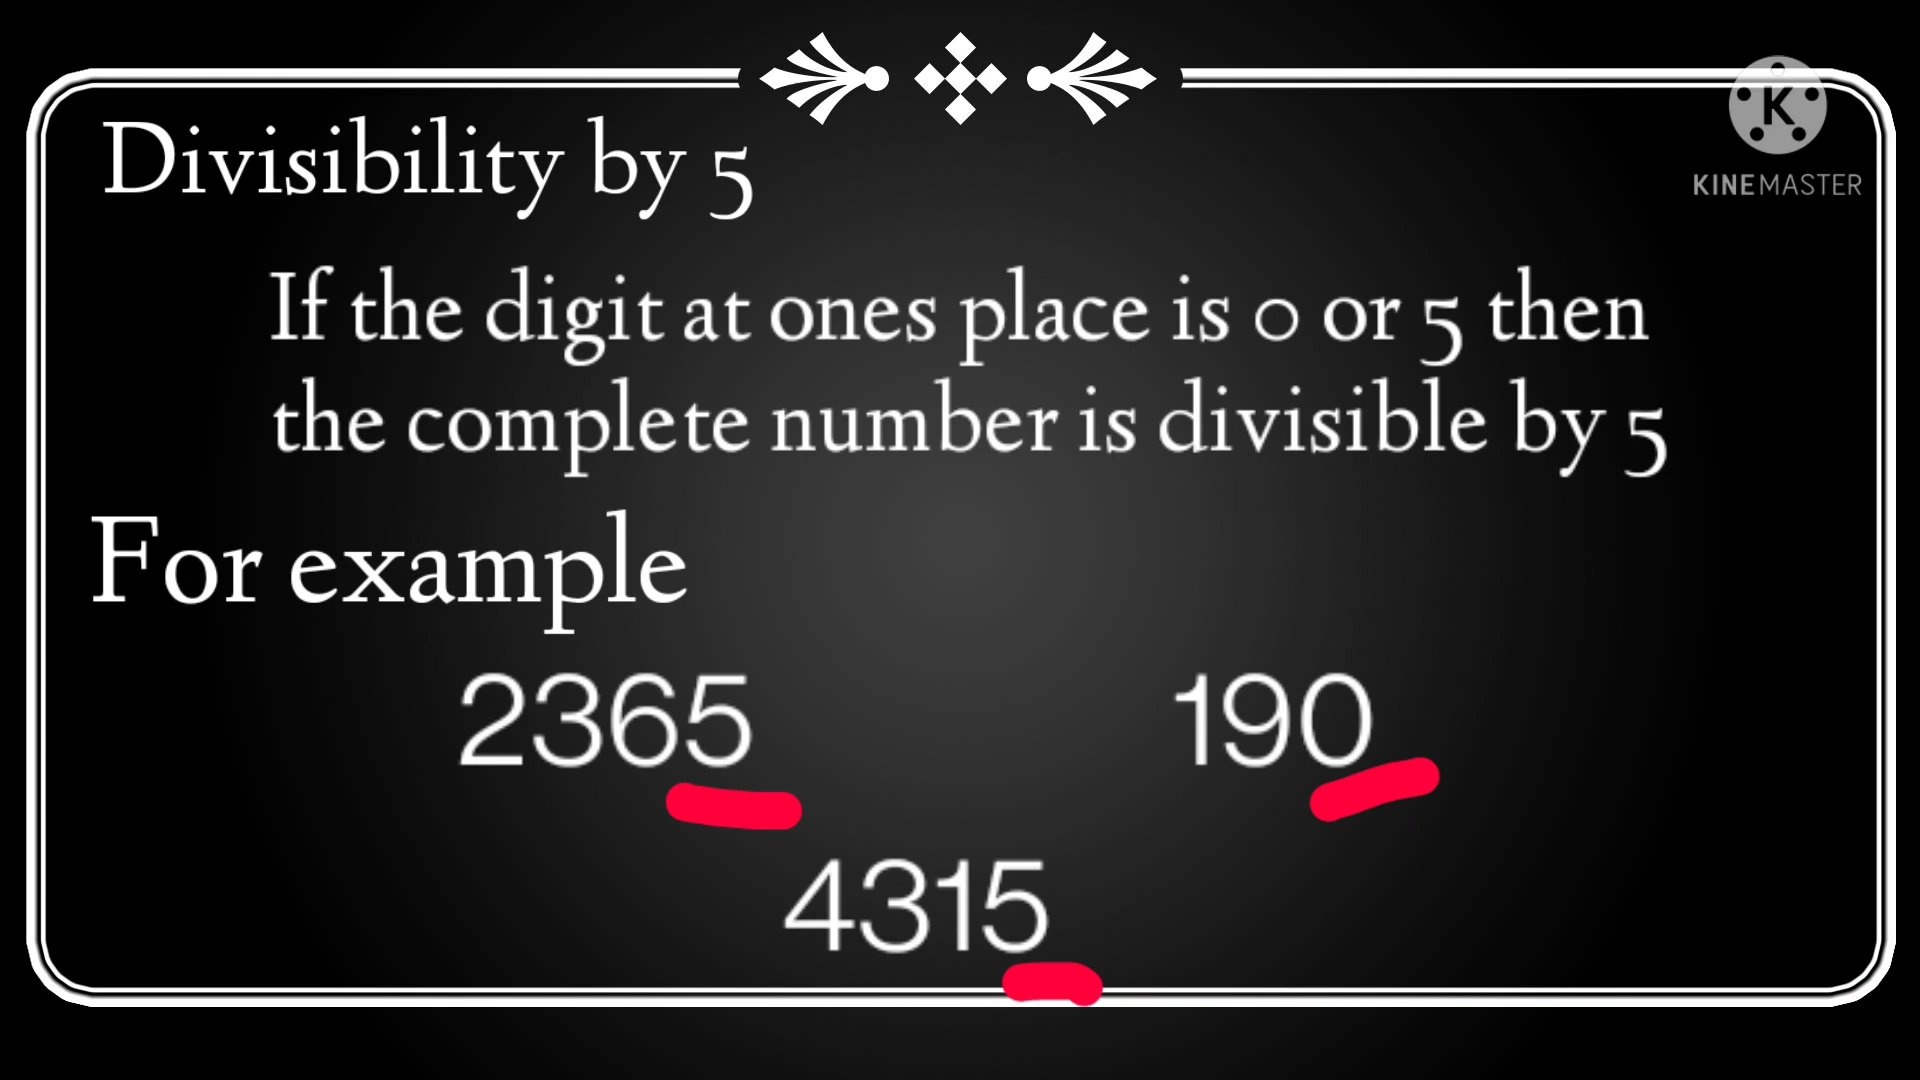 Divisibility by 5
K
KINEMASTER
If the digit at ones place is 0 or 5 then
the complete number is divisible by 5
For example
2365 190
4315